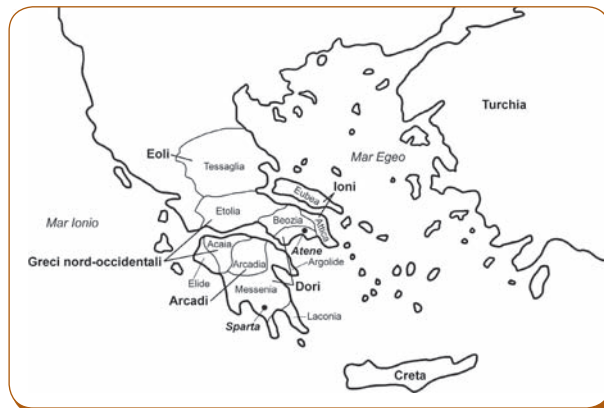 Turchia
Eoli
Tessaglia
Mar Egeo
Eubea
Ioni
Etolia
Beozia
Attica
Mar Ionio
Atene
Acaia
Greci nord-occidentali
Arcadia
Argolide
Elide
Messenia
Dori
Arcadi
Sparta
Laconia
Creta